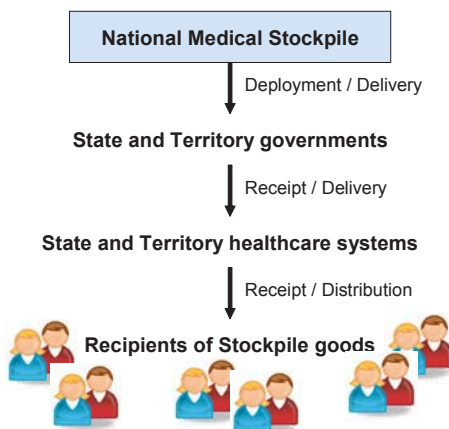 National Medical Stockpile
Deployment / Delivery
State and Territory governments
Receipt / Delivery
State and Territory healthcare systems
Receipt / Distribution
Recipients of Stockpile goods